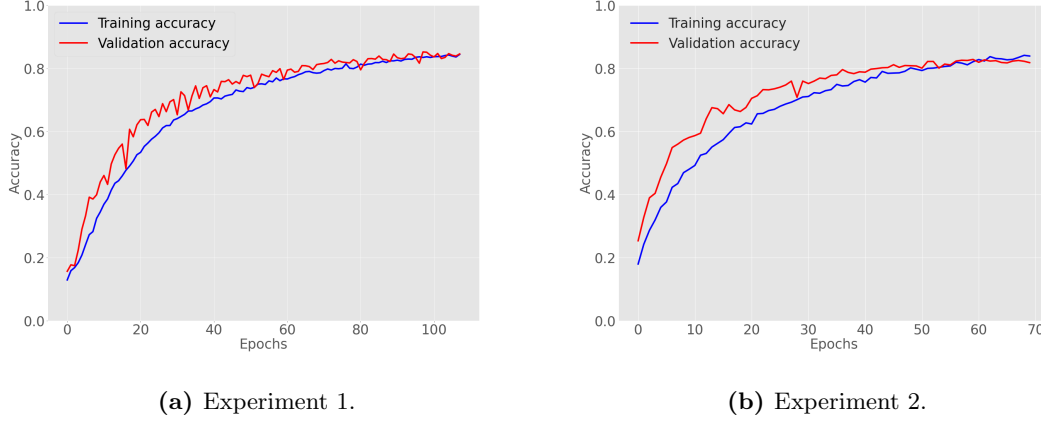 Training accuracy
Validation accuracy
Accuracy
1.0
0.8
0.6
0.4
0.2
0.0
0 20 40 60 80 100
Epochs
(a) Experiment 1.
Training accuracy
Validation accuracy
Accuracy
1.0
0.8
0.6
0.4
0.2
0.0
0 10 20 30 40 50 60 70
Epochs
(b) Experiment 2.